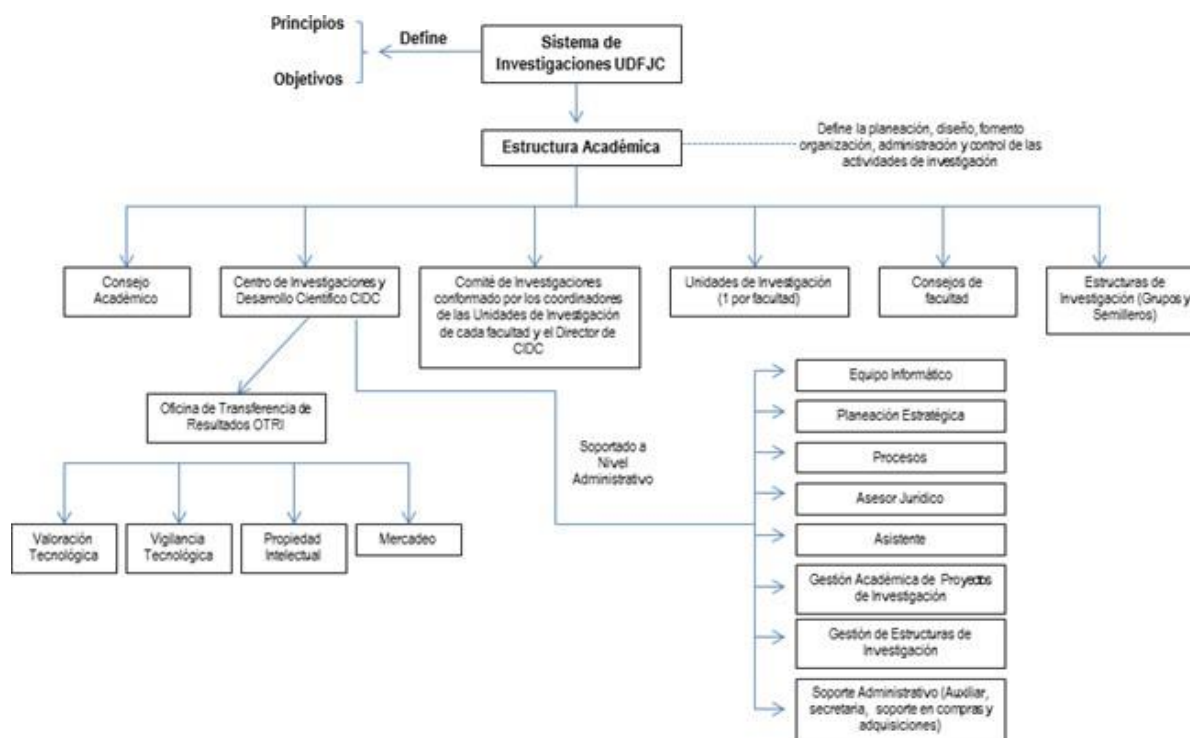 Principios
Objetivos
Define
Sistema de
Investigaciones UDFJC
Estructura Académica
Define la planeación, diseño, fomento
organización, administración y control de las
actividades de investigación
Consejo
Académico
Centro de Investigaciones y
Desarrollo Científico CIDC
Comité de Investigaciones
conformado por los coordinadores
de las Unidades de Investigación
de cada facultad y el Director de
CIDC
Unidades de Investigación
(1 por facultad)
Consejos de
facultad
Estructuras de
Investigación (Grupos y
Semilleros)
Oficina de Transferencia de
Resultados OTRI
Valoración
Tecnológica
Vigilancia
Tecnológica
Propiedad
Intelectual
Mercadeo
Soportado a
Nivel
Administrativo
Equipo Informático
Planeación Estratégica
Procesos
Asesor Jurídico
Asistente
Gestión Académica de Proyectos
de Investigación
Gestión de Estructuras de
Investigación
Soporte Administrativo (Auxiliar,
secretaria, soporte en compras y
adquisiciones)